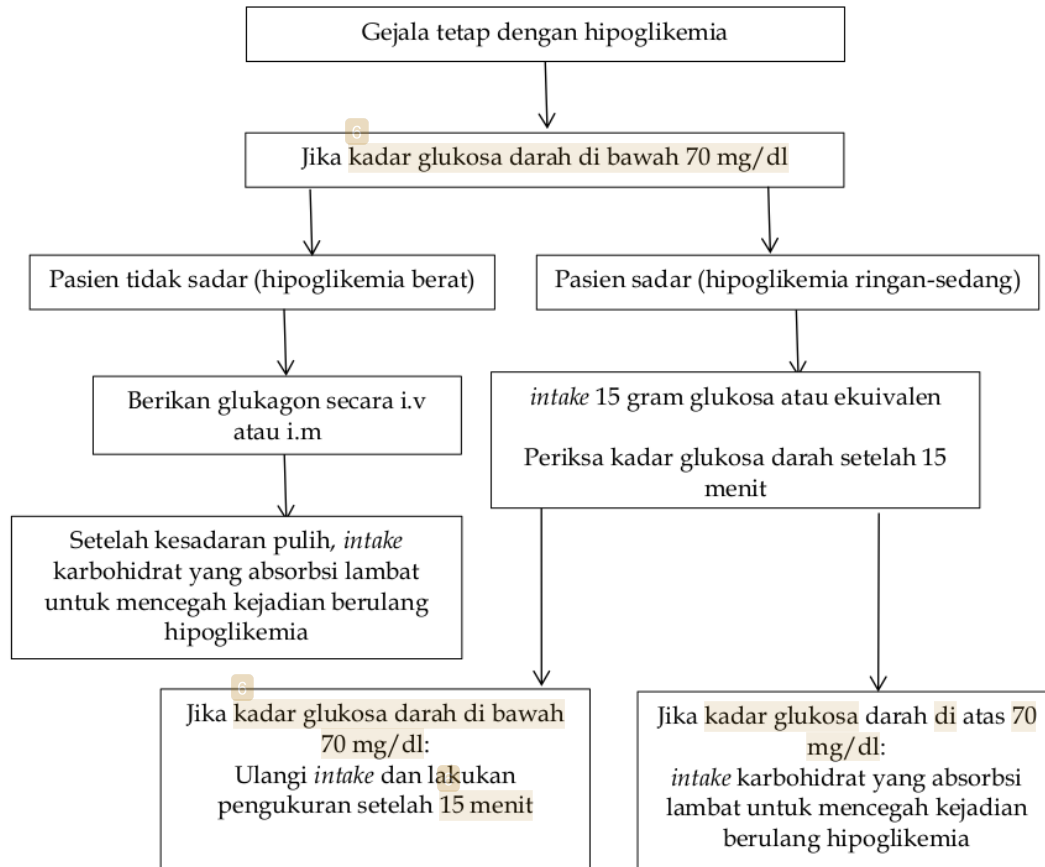 Gejala tetap dengan hipoglikemia
6
Jika kadar glukosa darah di bawah 70 mg/dl
Pasien tidak sadar (hipoglikemia berat)
Pasien sadar (hipoglikemia ringan-sedang)
Berikan glukagon secara i.v
atau i.m
intake 15 gram glukosa atau ekuivalen
Periksa kadar glukosa darah setelah 15
menit
Setelah kesadaran pulih, intake
karbohidrat yang absorbsi lambat
untuk mencegah kejadian berulang
hipoglikemia
6
Jika kadar glukosa darah di bawah
70 mg/dl:
Ulangi intake dan lakukan
pengukuran setelah 15 menit
Jika kadar glukosa darah di atas 70
mg/dl:
intake karbohidrat yang absorbsi
lambat untuk mencegah kejadian
berulang hipoglikemia